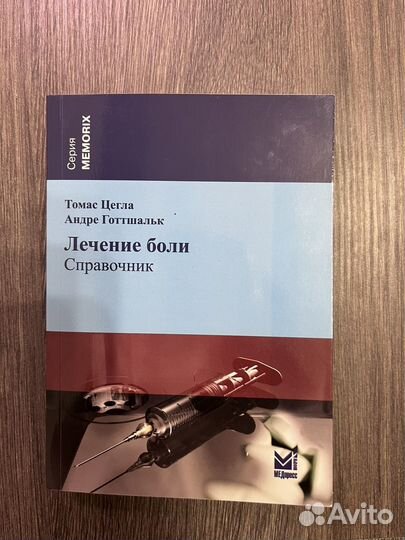 Серия
MEMORIX
Томас Цегла
Андре Готтшальк
Лечение боли
Справочник
МЕДпресс
Avito